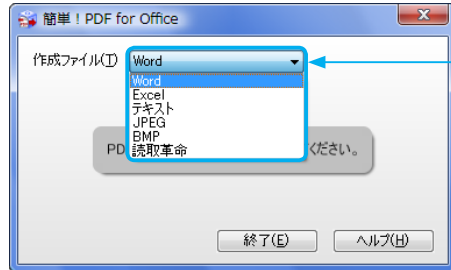 簡単！PDF for Office
作成ファイル(T) Word
Word
Excel
テキスト
JPEG
BMP
読取革命
PD
ください。
終了(E) ヘルプ(H)